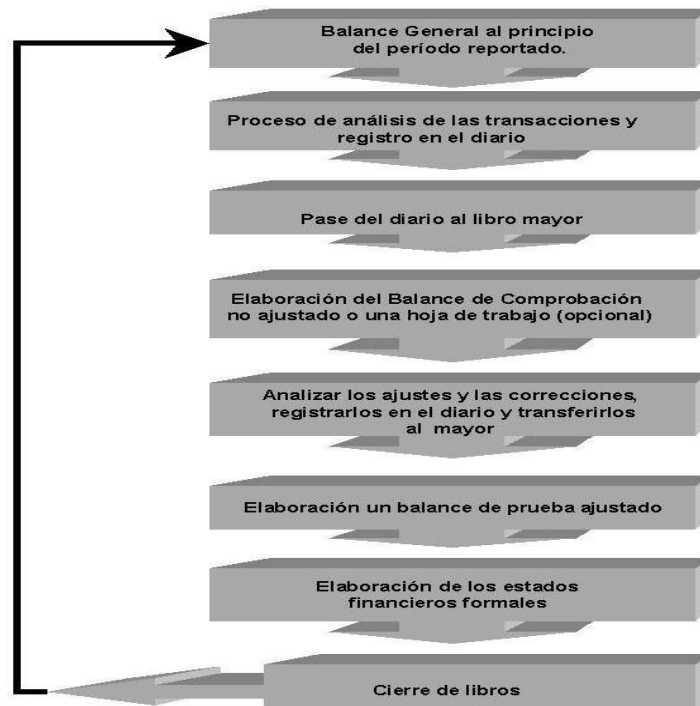 Balance General al principio
del período reportado.
Proceso de análisis de las transacciones y
registro en el diario
Pase del diario al libro mayor
Elaboración del Balance de Comprobación
no ajustado o una hoja de trabajo (opcional)
Analizar los ajustes y las correcciones,
registrarlos en el diario y transferirlos
al mayor
Elaboración un balance de prueba ajustado
Elaboración de los estados
financieros formales
Cierre de libros